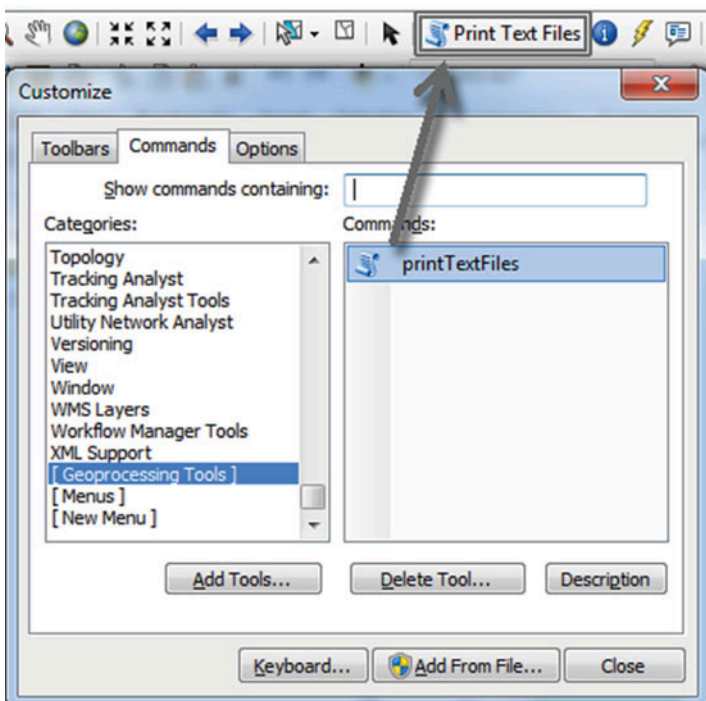 Print Text Files
Customize
Toolbars Commands Options
Show commands containing:
Categories:
Commands:
Topology
Tracking Analyst
Tracking Analyst Tools
Utility Network Analyst
Versioning
View
Window
WMS Layers
Workflow Manager Tools
XML Support
[ Geoprocessing Tools ]
[ Menus ]
[ New Menu ]
printTextFiles
Add Tools... Delete Tool... Description
Keyboard... Add From File... Close